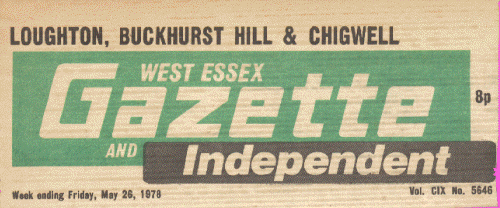 LOUGHTON, BUCKHURST HILL & CHIGWELL
WEST ESSEX
Gazette
8p
AND Independent
Week ending Friday, May 26, 1978 Vol. CIX No. 5646